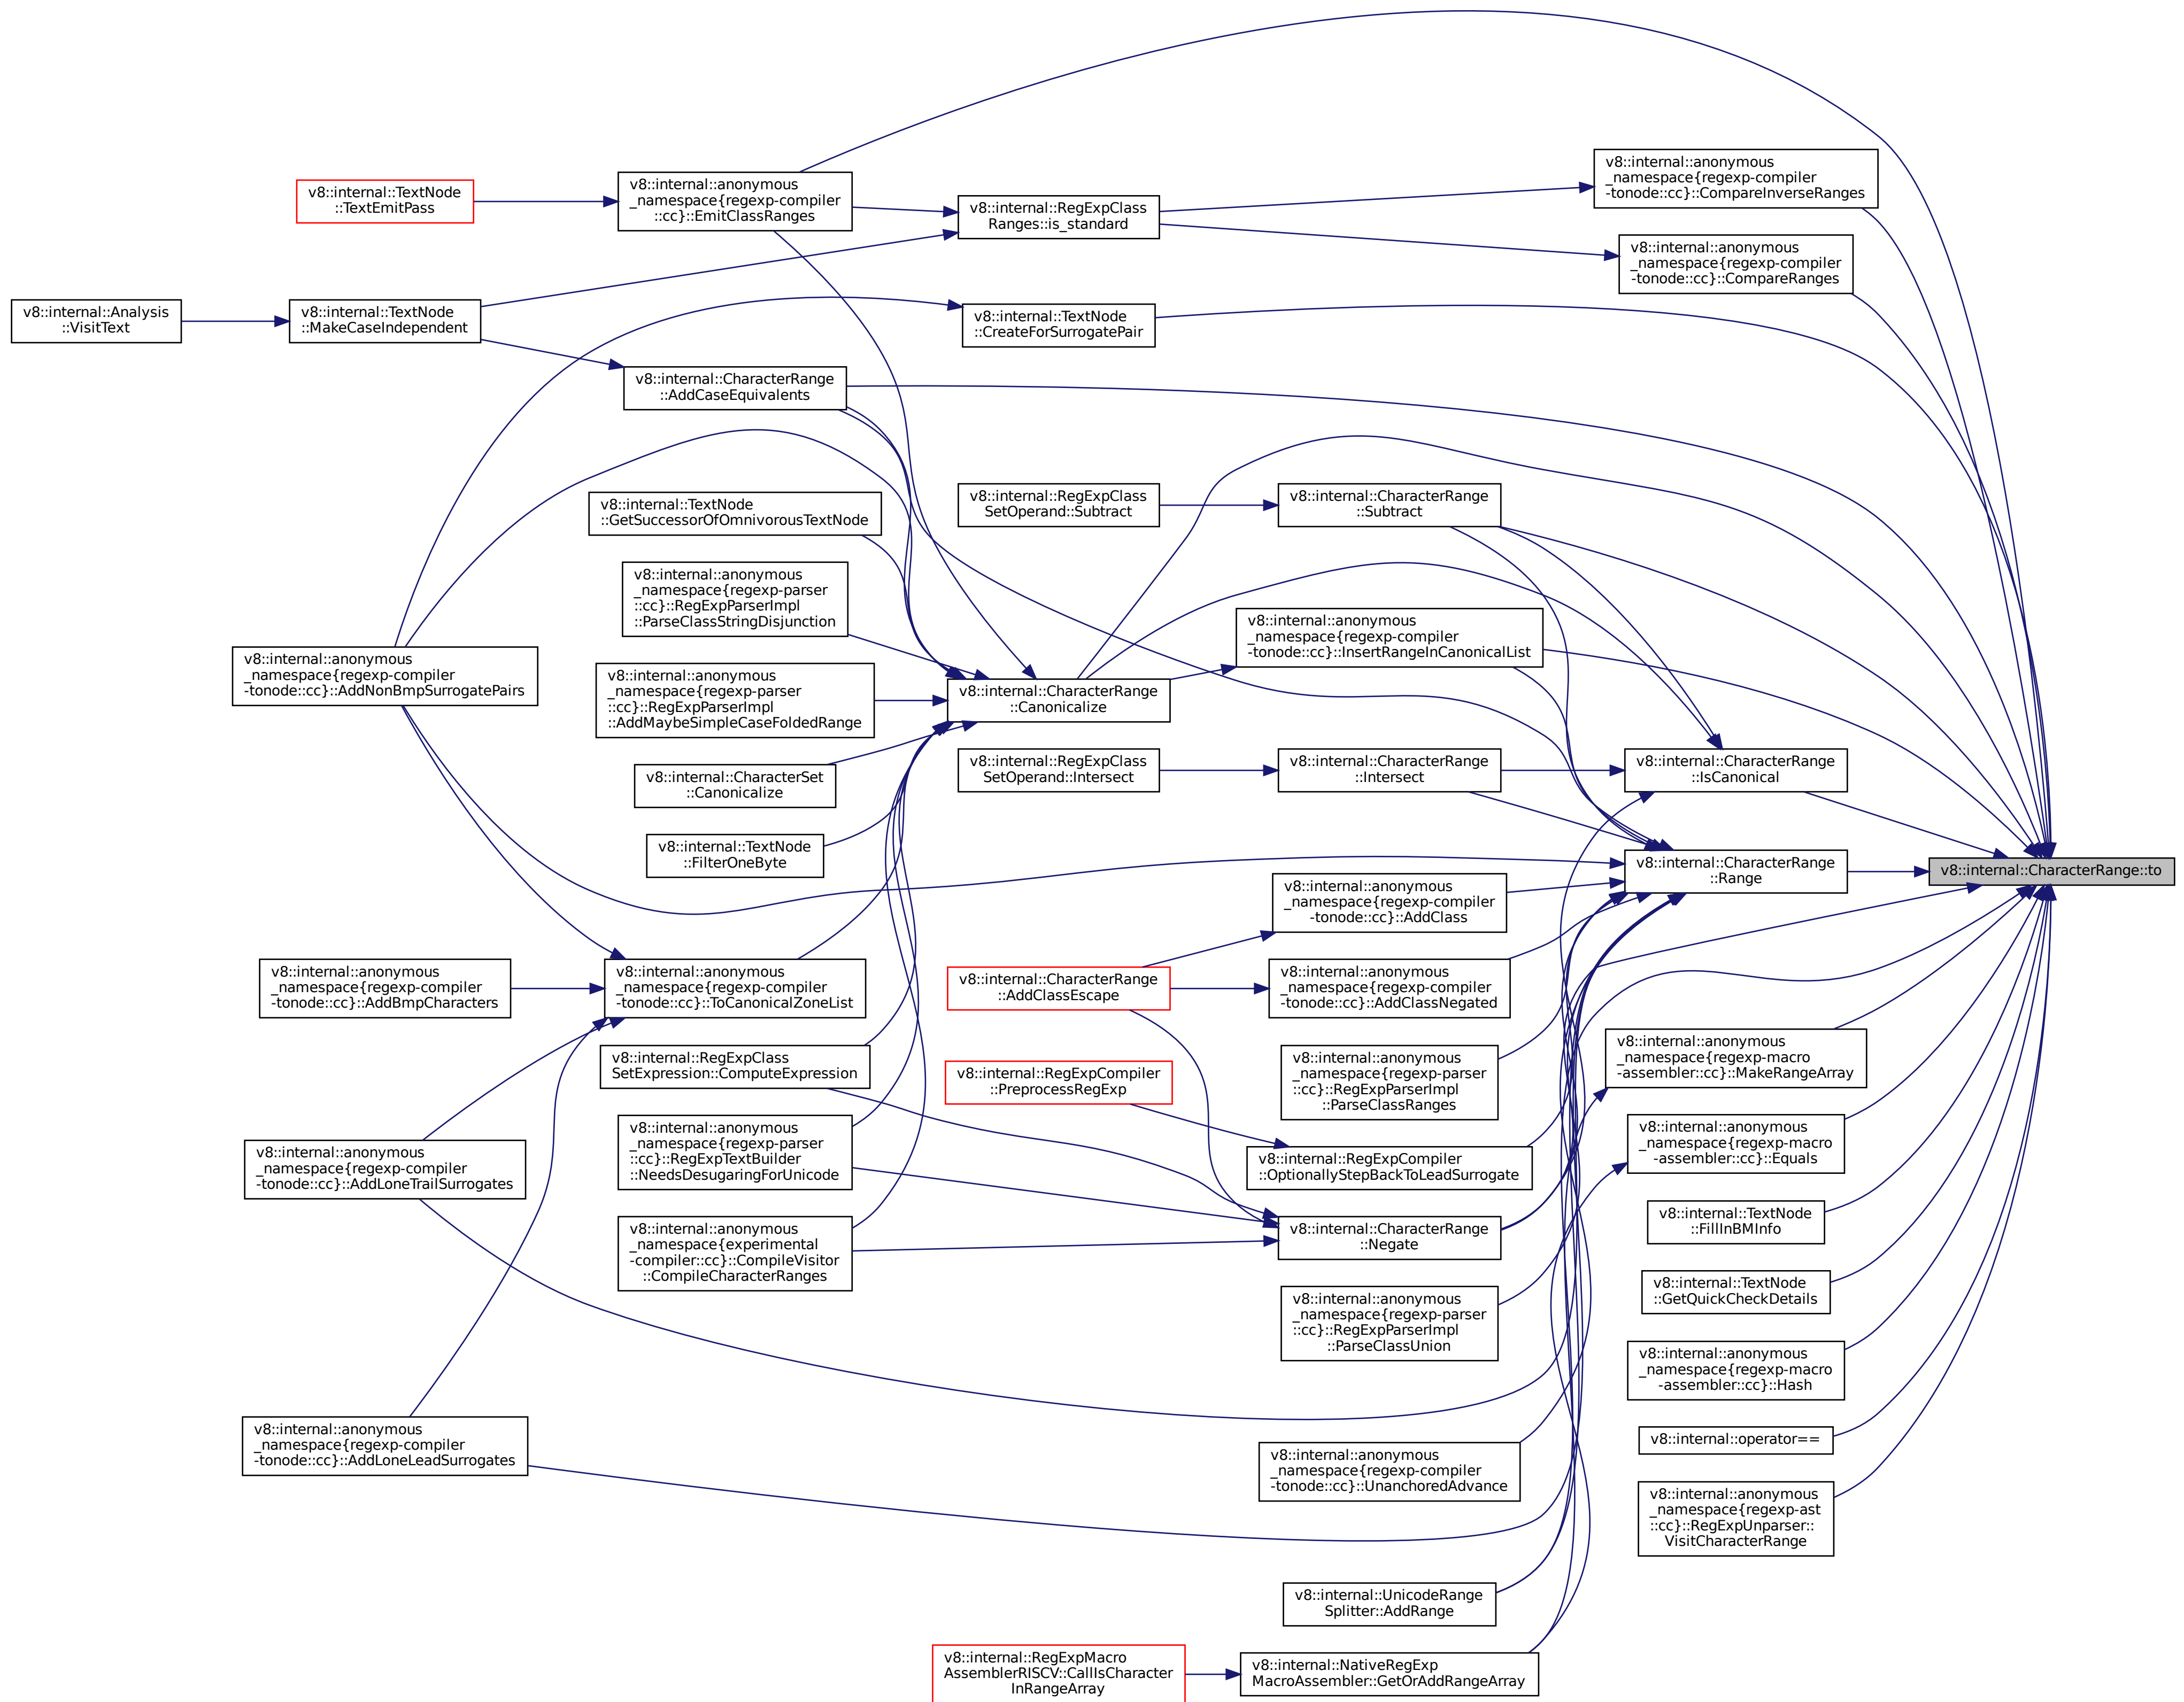 v8::internal::Analysis
::VisitText
v8::internal::TextNode
::TextEmitPass
v8::internal::TextNode
::MakeCaseIndependent
v8::internal::anonymous
_namespace{regexp-compiler
-tonode::cc}::AddNonBmpSurrogatePairs
v8::internal::anonymous
_namespace{regexp-compiler
-tonode::cc}::AddBmpCharacters
v8::internal::anonymous
_namespace{regexp-compiler
-tonode::cc}::AddLoneTrailSurrogates
v8::internal::anonymous
_namespace{regexp-compiler
-tonode::cc}::AddLoneLeadSurrogates
v8::internal::anonymous
_namespace{regexp-compiler
::cc}::EmitClassRanges
v8::internal::CharacterRange
::AddCaseEquivalents
v8::internal::TextNode
::GetSuccessorOfOmnivorousTextNode
v8::internal::anonymous
_namespace{regexp-parser
::cc}::RegExpParserImpl
::ParseClassStringDisjunction
v8::internal::anonymous
_namespace{regexp-parser
::cc}::RegExpParserImpl
::AddMaybeSimpleCaseFoldedRange
v8::internal::CharacterSet
::Canonicalize
v8::internal::TextNode
::FilterOneByte
v8::internal::anonymous
_namespace{regexp-compiler
-tonode::cc}::ToCanonicalZoneList
v8::internal::RegExpClass
SetExpression::ComputeExpression
v8::internal::anonymous
_namespace{regexp-parser
::cc}::RegExpTextBuilder
::NeedsDesugaringForUnicode
v8::internal::anonymous
_namespace{experimental
-compiler::cc}::CompileVisitor
::CompileCharacterRanges
v8::internal::RegExpClass
Ranges::is_standard
v8::internal::TextNode
::CreateForSurrogatePair
v8::internal::RegExpClass
SetOperand::Subtract
v8::internal::CharacterRange
::Canonicalize
v8::internal::RegExpClass
SetOperand::Intersect
v8::internal::CharacterRange
::AddClassEscape
v8::internal::RegExpCompiler
::PreprocessRegExp
v8::internal::RegExpMacro
AssemblerRISCV::CallIsCharacter
InRangeArray
v8::internal::CharacterRange
::Subtract
v8::internal::anonymous
_namespace{regexp-compiler
-tonode::cc}::InsertRangeInCanonicalList
v8::internal::CharacterRange
::Intersect
v8::internal::anonymous
_namespace{regexp-compiler
-tonode::cc}::AddClass
v8::internal::anonymous
_namespace{regexp-compiler
-tonode::cc}::AddClassNegated
v8::internal::anonymous
_namespace{regexp-parser
::cc}::RegExpParserImpl
::ParseClassRanges
v8::internal::RegExpCompiler
::OptionallyStepBackToLeadSurrogate
v8::internal::CharacterRange
::Negate
v8::internal::anonymous
_namespace{regexp-parser
::cc}::RegExpParserImpl
::ParseClassUnion
v8::internal::anonymous
_namespace{regexp-compiler
-tonode::cc}::UnanchoredAdvance
v8::internal::UnicodeRange
Splitter::AddRange
v8::internal::NativeRegExp
MacroAssembler::GetOrAddRangeArray
v8::internal::anonymous
_namespace{regexp-compiler
-tonode::cc}::CompareInverseRanges
v8::internal::anonymous
_namespace{regexp-compiler
-tonode::cc}::CompareRanges
v8::internal::CharacterRange
::IsCanonical
v8::internal::CharacterRange
::Range
v8::internal::anonymous
_namespace{regexp-macro
-assembler::cc}::MakeRangeArray
v8::internal::anonymous
_namespace{regexp-macro
-assembler::cc}::Equals
v8::internal::TextNode
::FillInBMInfo
v8::internal::TextNode
::GetQuickCheckDetails
v8::internal::anonymous
_namespace{regexp-macro
-assembler::cc}::Hash
v8::internal::operator==
v8::internal::anonymous
_namespace{regexp-ast
::cc}::RegExpUnparser::
VisitCharacterRange
v8::internal::CharacterRange::to